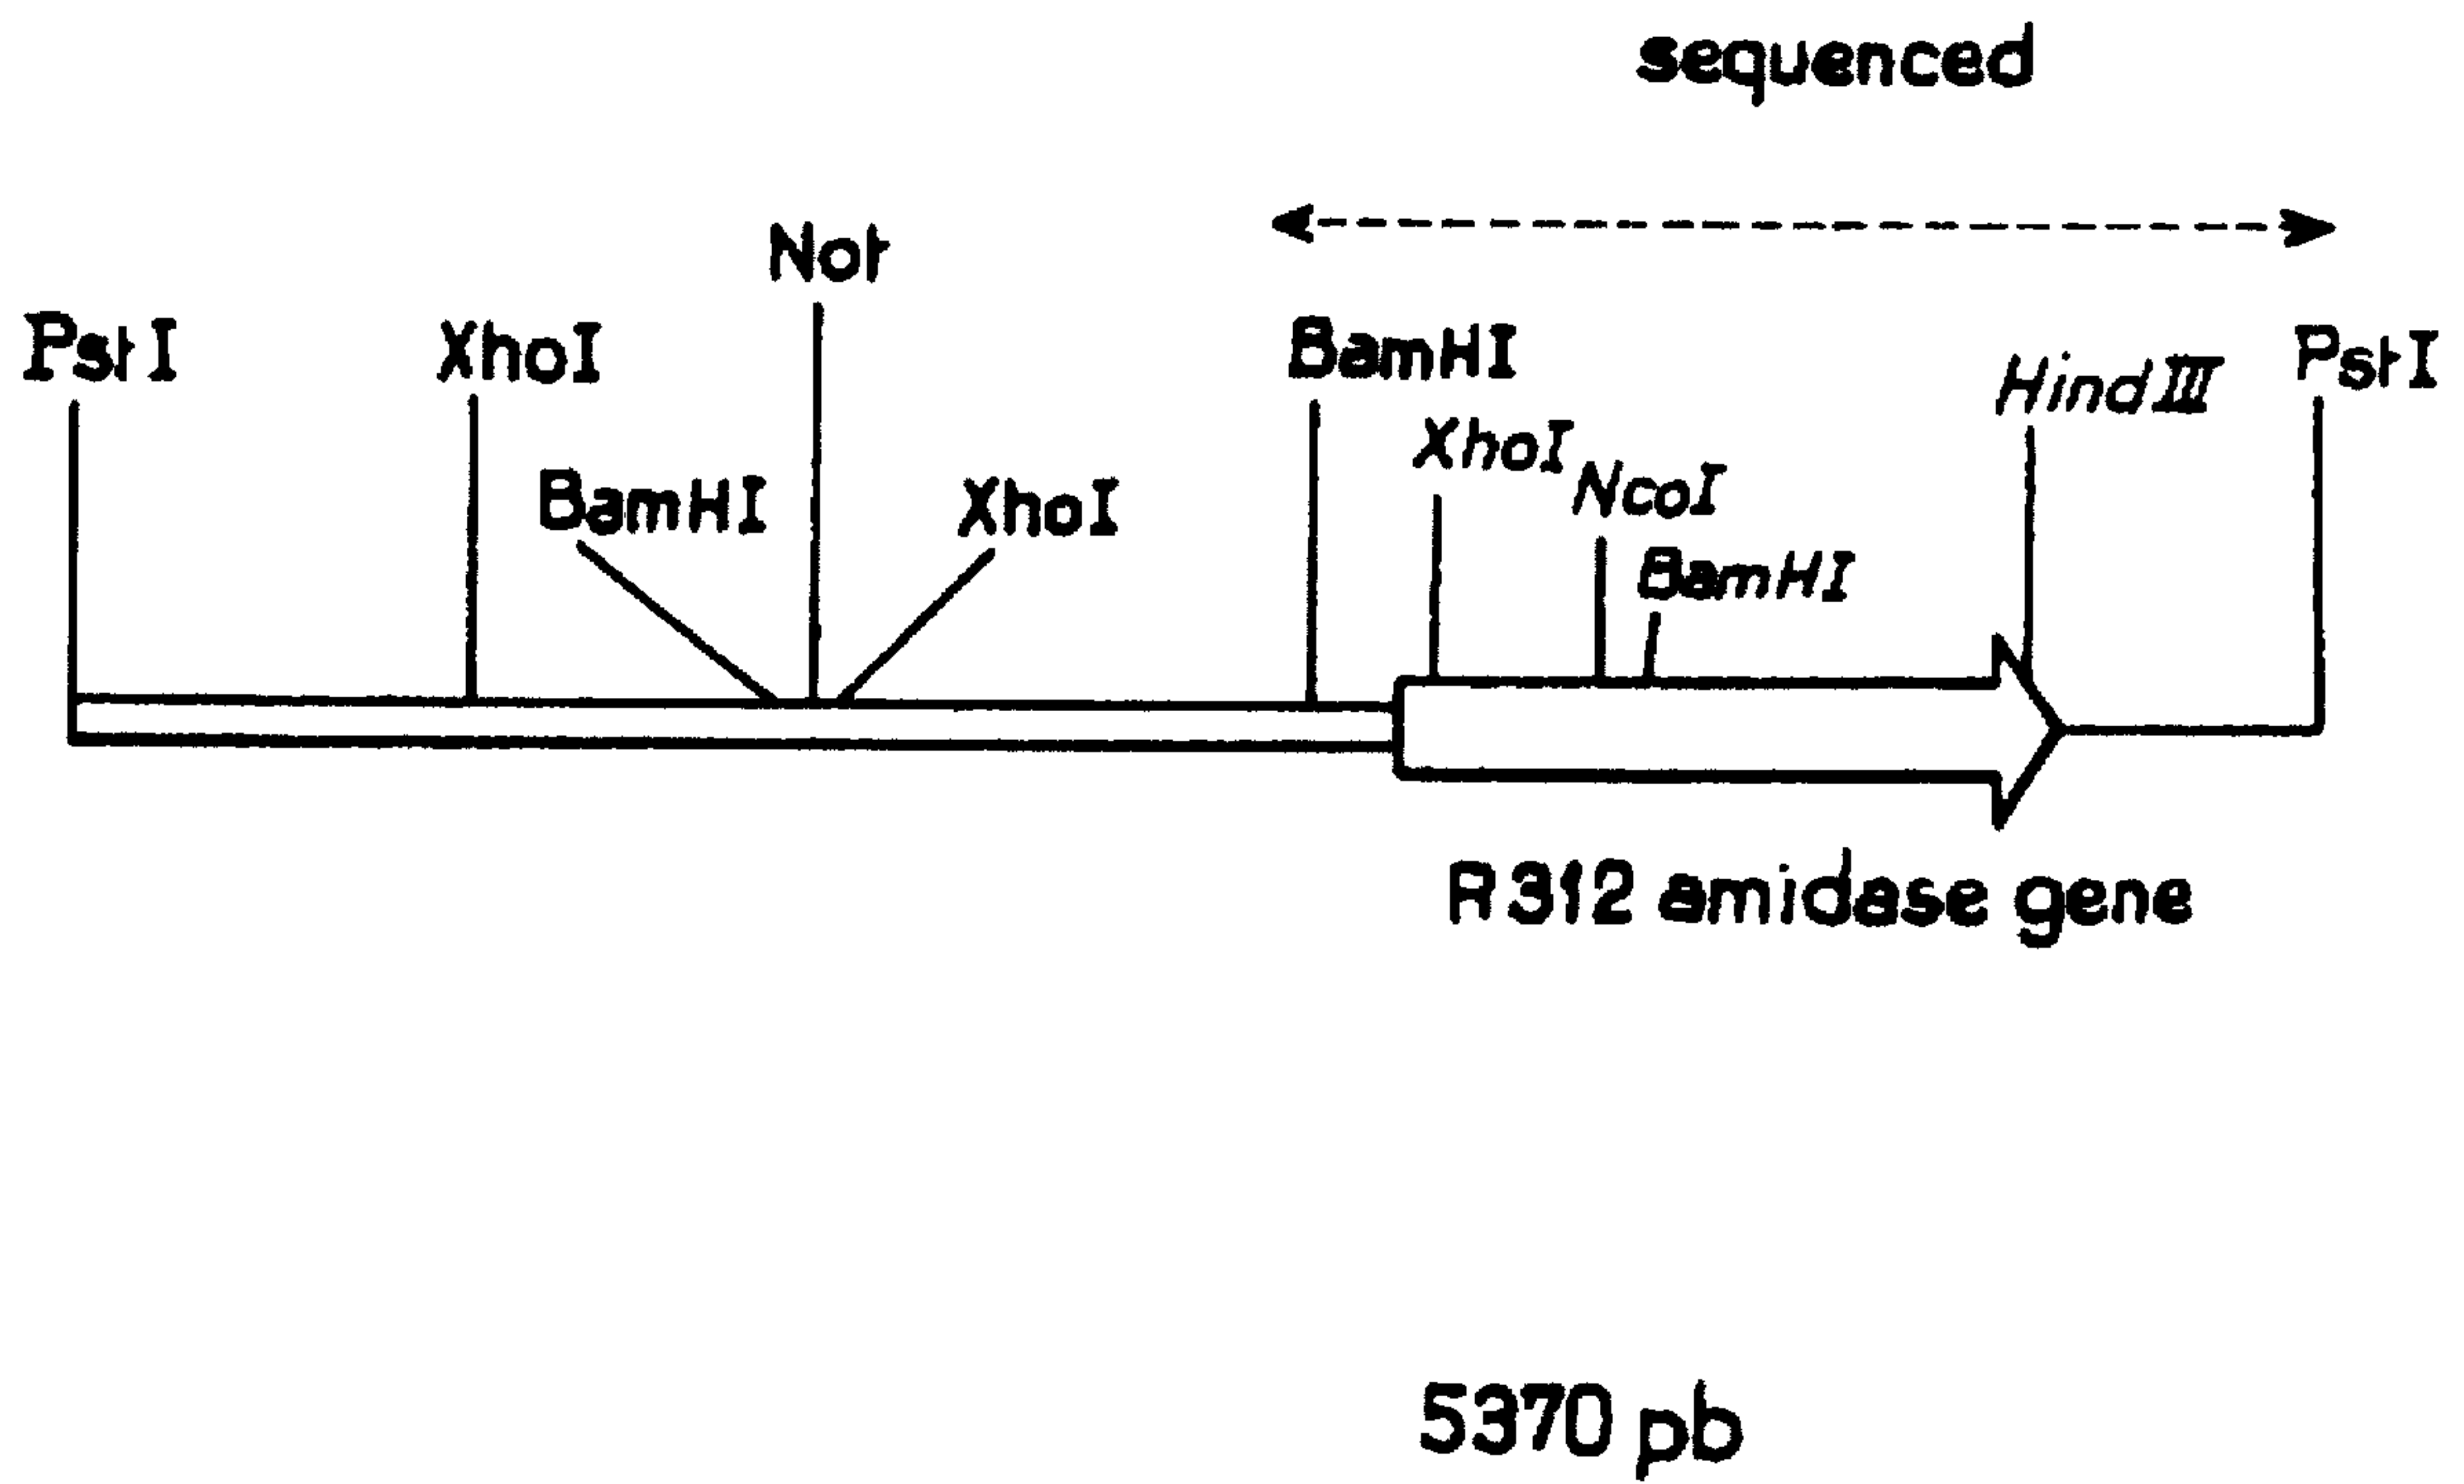 sequenced
Not
PstI
XhoI
BamHI
HindIII
PstI
XhoI
NcoI
BamHI
XhoI
BamHI
R312 amidase gene
5370 pb